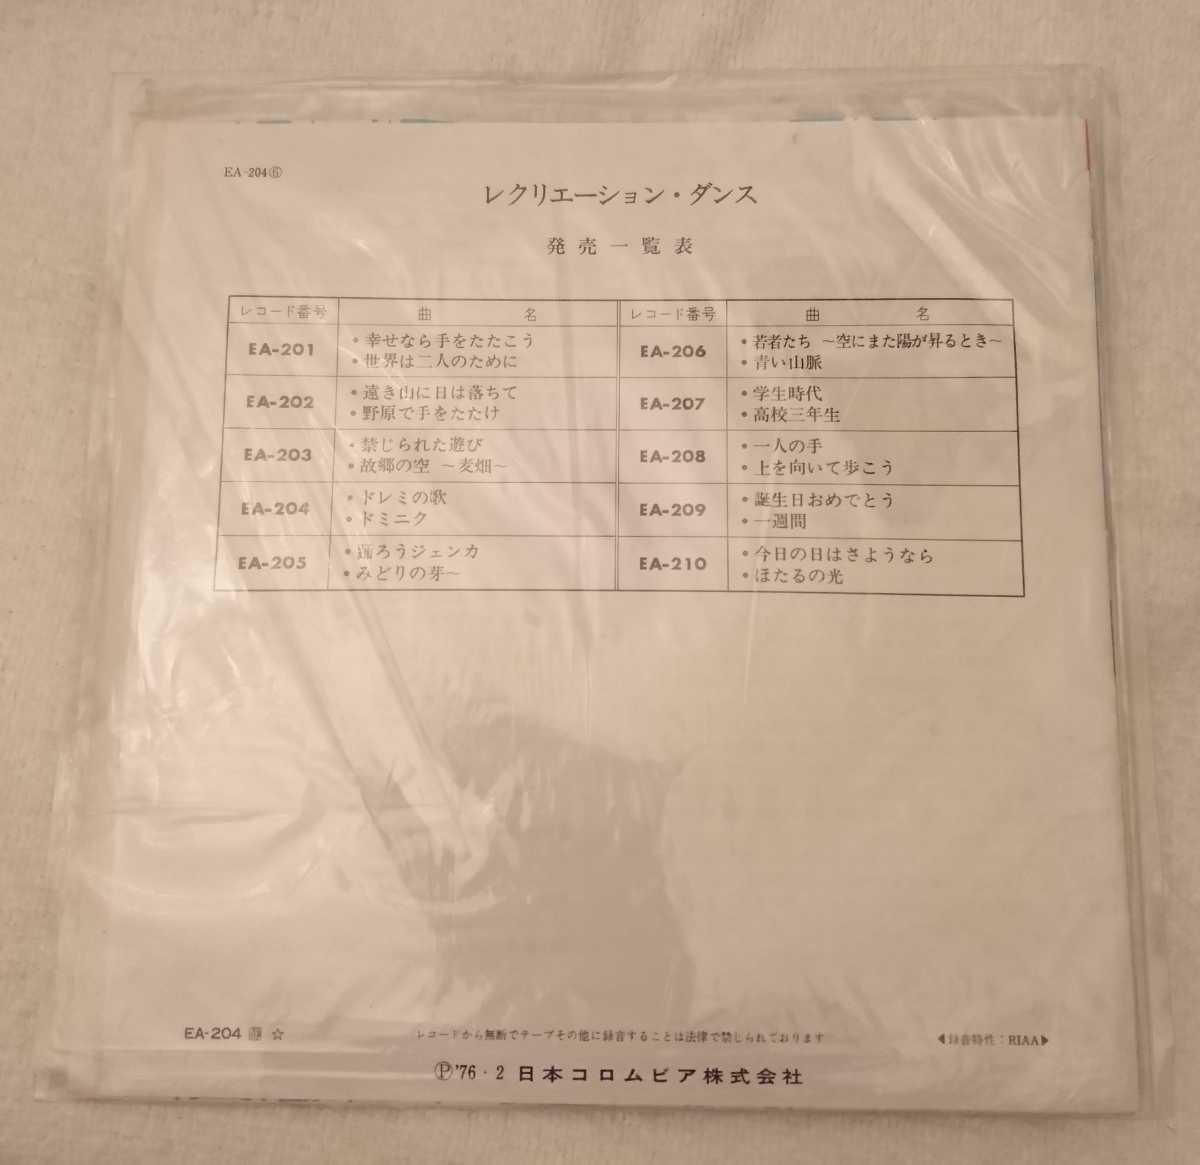 EA-204⑥
レクリエーション・ダンス
発売一覧表
レコード番号 曲名 レコード番号 曲名
EA-201
• 幸せなら手をたたこう
• 世界は二人のために
EA-202
• 遠き山に日は落ちて
• 野原で手をたたけ
EA-203
• 禁じられた遊び
• 故郷の空 ～麦畑～
EA-204
• ドレミの歌
• ドミニク
EA-205
• 踊ろうジェンカ
• みどりの芽～
EA-206
• 若者たち ～空にまた陽が昇るとき～
• 青い山脈
EA-207
• 学生時代
• 高校三年生
EA-208
• 一人の手
• 上を向いて歩こう
EA-209
• 誕生日おめでとう
• 一週間
EA-210
• 今日の日はさようなら
• ほたるの光
EA-204 ☆
レコードから無断でテープその他に録音することは法律で禁じられております
◀録音特性：RIAA▶
Ⓟ'76・2 日本コロムビア株式会社